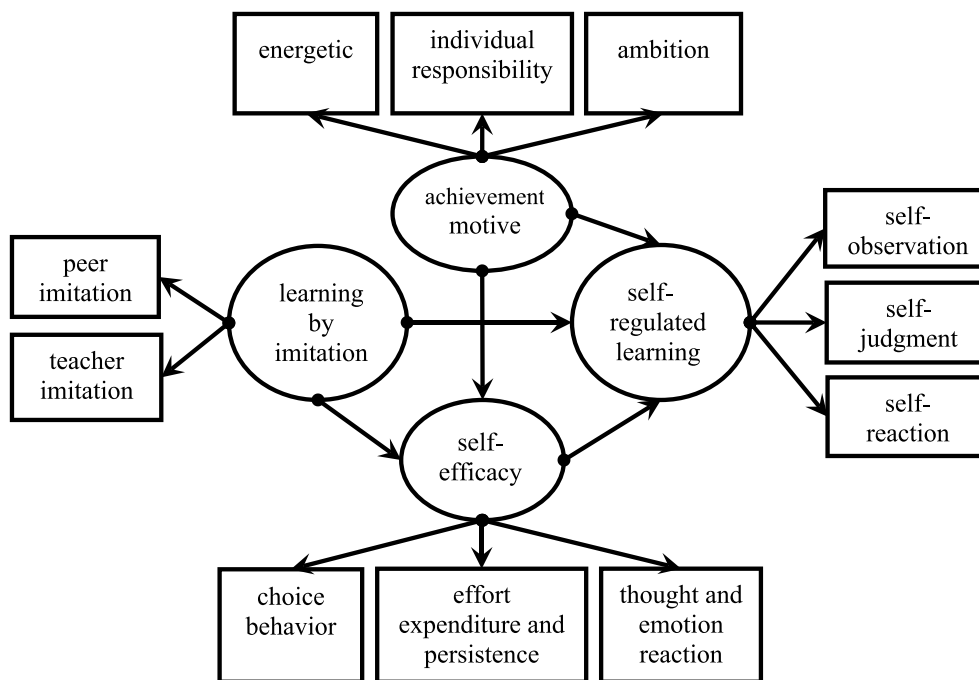 energetic
individual
responsibility
ambition
achievement
motive
self-
observation
peer
imitation
learning
by
imitation
self-
regulated
learning
self-
judgment
teacher
imitation
self-
reaction
self-
efficacy
choice
behavior
effort
expenditure and
persistence
thought and
emotion
reaction